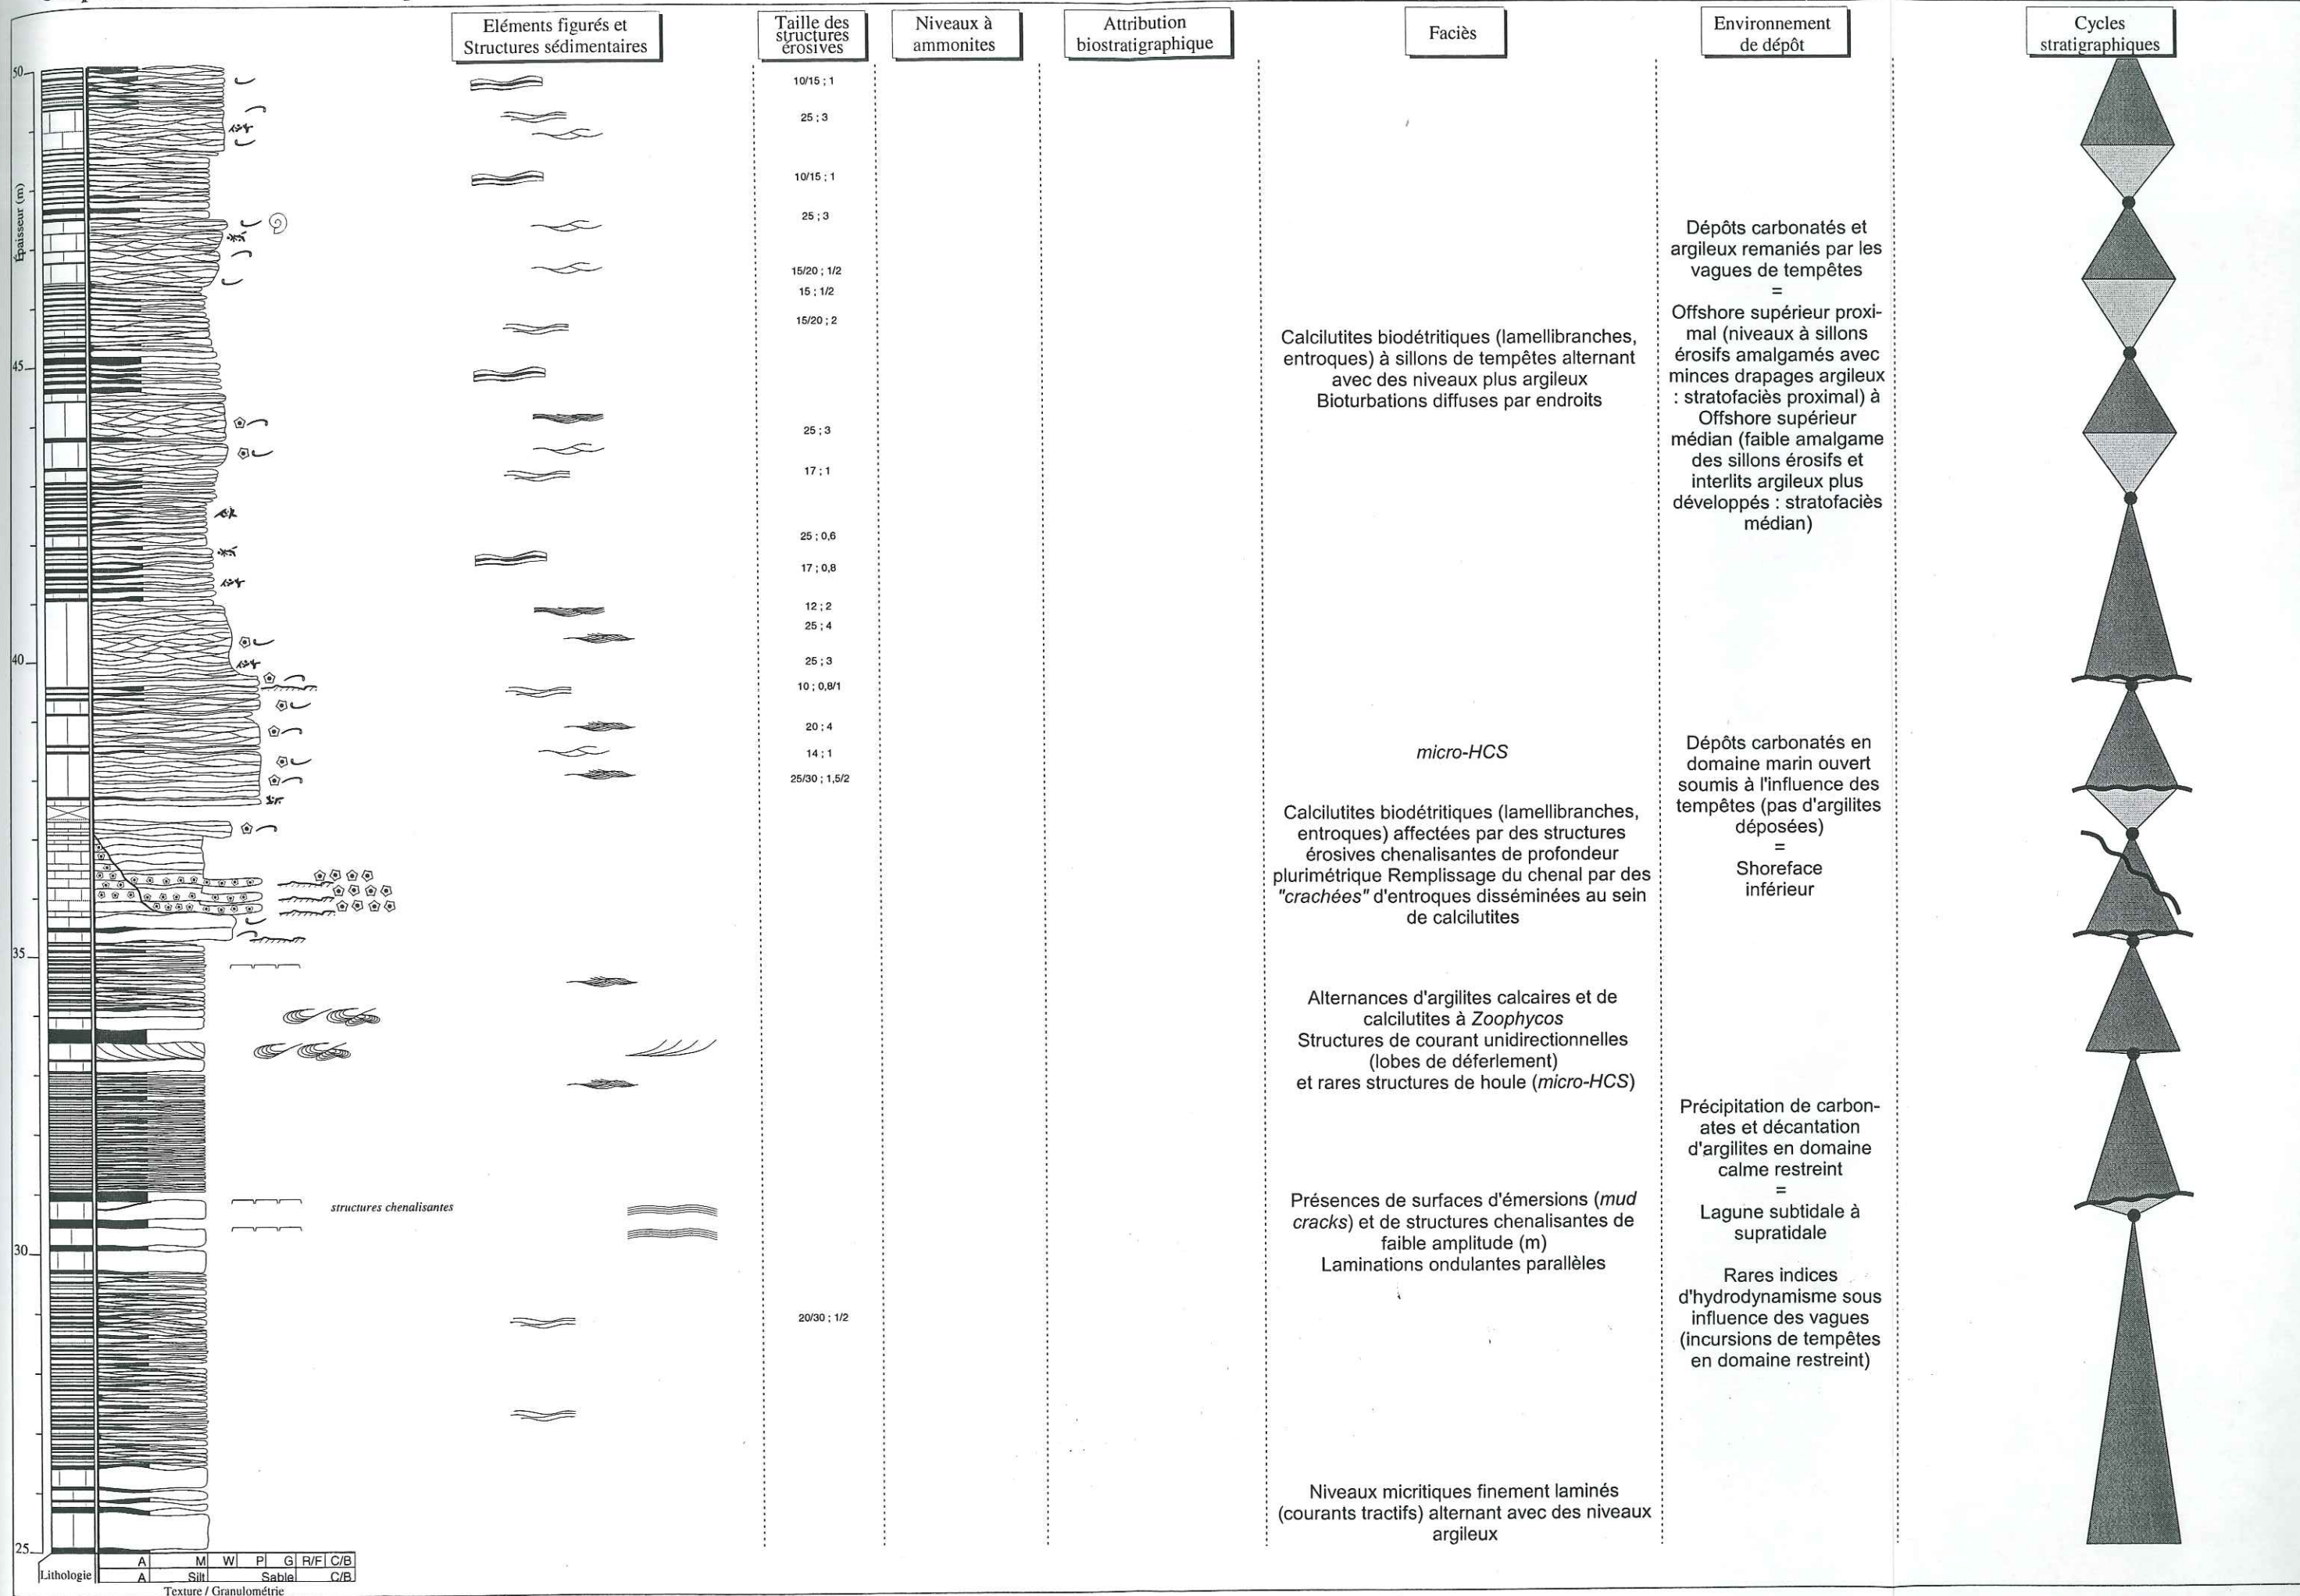 Eléments figurés et
Structures sédimentaires
Taille des
structures
érosives
Niveaux à
ammonites
Attribution
biostratigraphique
Faciès
Environnement
de dépôt
Cycles
stratigraphiques
50
Épaisseur (m)
45
40
35
30
25
10/15 ; 1
25 ; 3
10/15 ; 1
25 ; 3
15/20 ; 1/2
15 ; 1/2
15/20 ; 2
25 ; 3
17 ; 1
25 ; 0,6
17 ; 0,8
12 ; 2
25 ; 4
25 ; 3
10 ; 0,8/1
20 ; 4
14 ; 1
25/30 ; 1,5/2
20/30 ; 1/2
structures chenalisantes
Calcilutites biodétritiques (lamellibranches,
entroques) à sillons de tempêtes alternant
avec des niveaux plus argileux
Bioturbations diffuses par endroits
micro-HCS
Calcilutites biodétritiques (lamellibranches,
entroques) affectées par des structures
érosives chenalisantes de profondeur
plurimétrique Remplissage du chenal par des
"crachées" d'entroques disséminées au sein
de calcilutites
Alternances d'argilites calcaires et de
calcilutites à Zoophycos
Structures de courant unidirectionnelles
(lobes de déferlement)
et rares structures de houle (micro-HCS)
Présences de surfaces d'émersions (mud
cracks) et de structures chenalisantes de
faible amplitude (m)
Laminations ondulantes parallèles
Niveaux micritiques finement laminés
(courants tractifs) alternant avec des niveaux
argileux
Dépôts carbonatés et
argileux remaniés par les
vagues de tempêtes
=
Offshore supérieur proxi-
mal (niveaux à sillons
érosifs amalgamés avec
minces drapages argileux
: stratofaciès proximal) à
Offshore supérieur
médian (faible amalgame
des sillons érosifs et
interlits argileux plus
développés : stratofaciès
médian)
Dépôts carbonatés en
domaine marin ouvert
soumis à l'influence des
tempêtes (pas d'argilites
déposées)
=
Shoreface
inférieur
Précipitation de carbon-
ates et décantation
d'argilites en domaine
calme restreint
=
Lagune subtidale à
supratidale
Rares indices
d'hydrodynamisme sous
influence des vagues
(incursions de tempêtes
en domaine restreint)
Lithologie
A M W P G R/F C/B
A Silt Sable C/B
Texture / Granulométrie